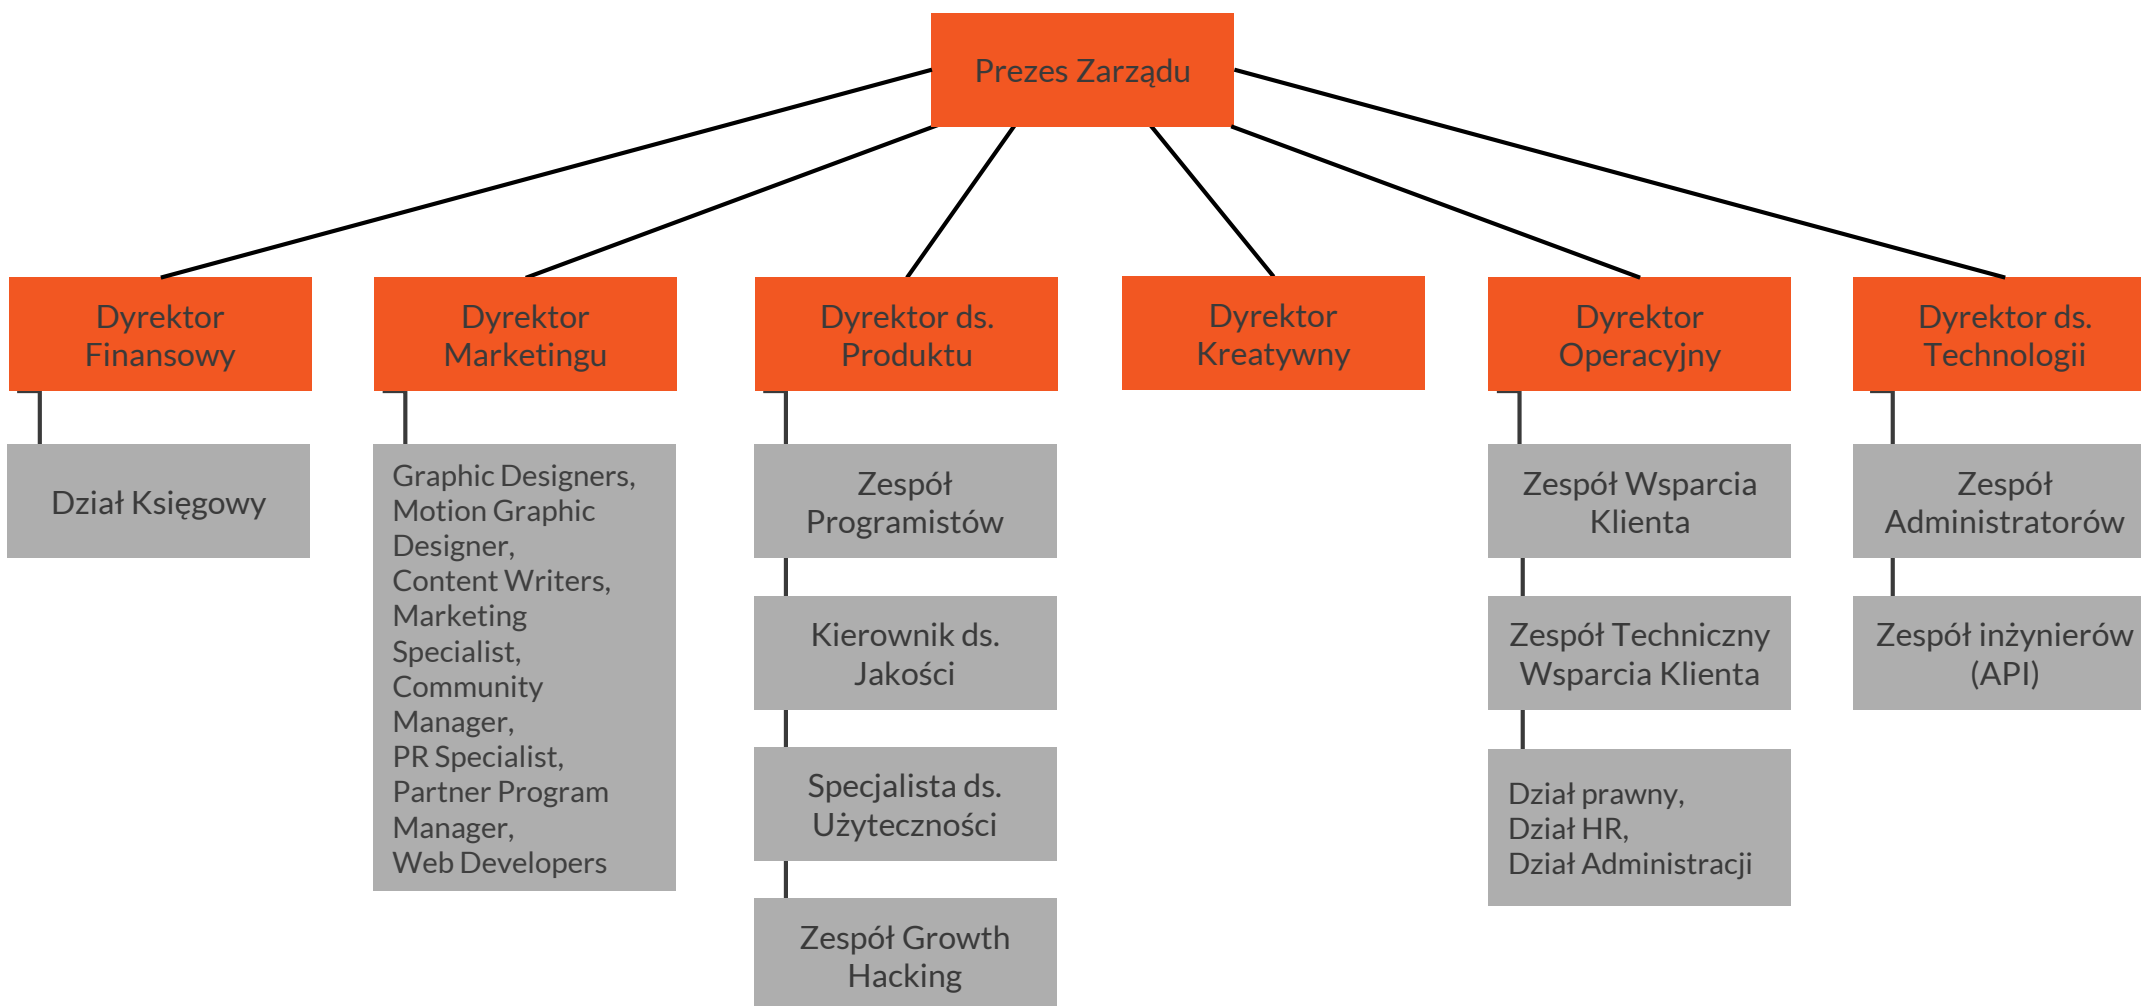 Prezes Zarządu
Dyrektor
Finansowy
Dyrektor
Marketingu
Dyrektor ds.
Produktu
Dyrektor
Kreatywny
Dyrektor
Operacyjny
Dyrektor ds.
Technologii
Dział Księgowy
Graphic Designers,
Motion Graphic
Designer,
Content Writers,
Marketing
Specialist,
Community
Manager,
PR Specialist,
Partner Program
Manager,
Web Developers
Zespół
Programistów
Kierownik ds.
Jakości
Specjalista ds.
Użyteczności
Zespół Growth
Hacking
Zespół Wsparcia
Klienta
Zespół Techniczny
Wsparcia Klienta
Dział prawny,
Dział HR,
Dział Administracji
Zespół
Administratorów
Zespół inżynierów
(API)